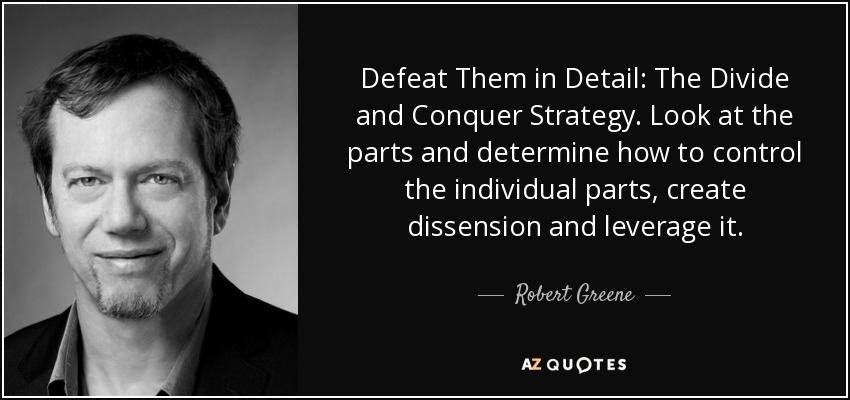 Defeat Them in Detail: The Divide
and Conquer Strategy. Look at the
parts and determine how to control
the individual parts, create
dissension and leverage it.
Robert Greene
AZ QUOTES